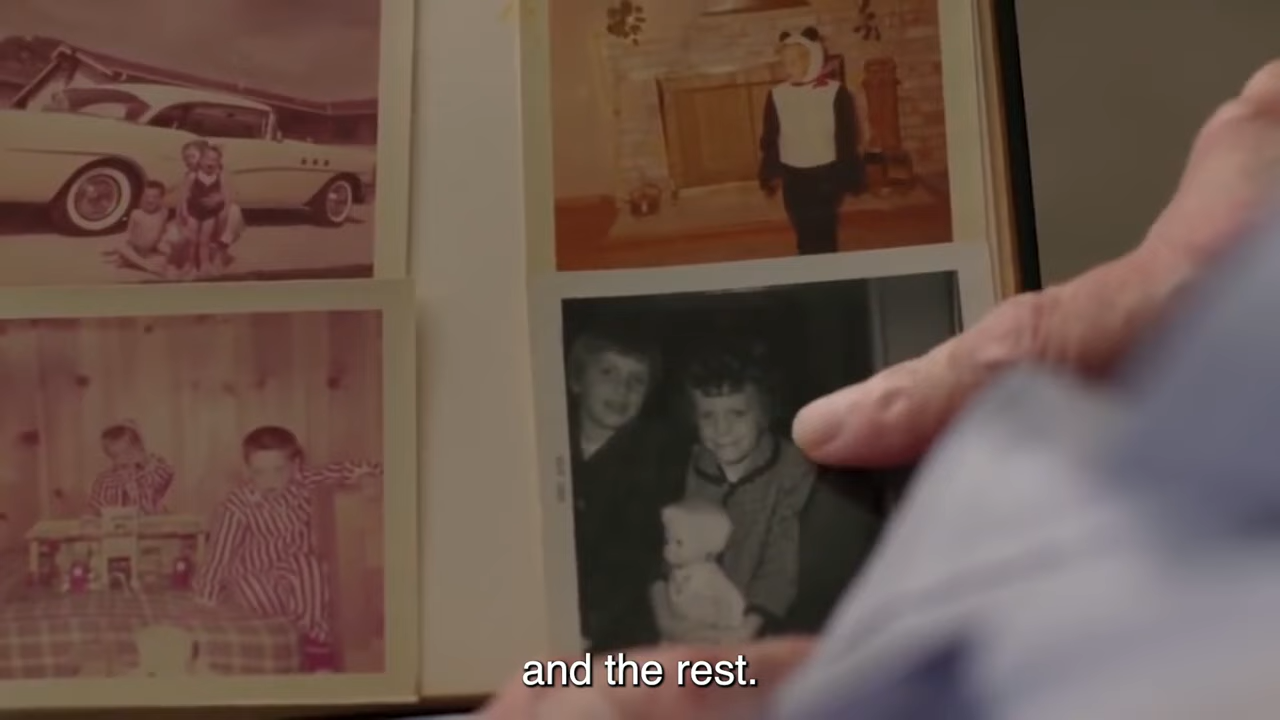 and the rest.